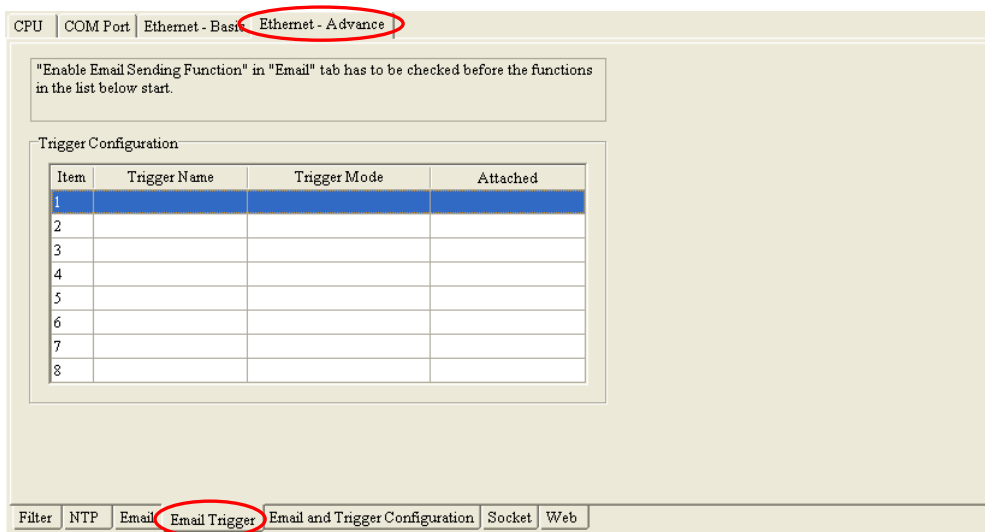 CPU COM Port Ethernet - Basic Ethernet - Advance
"Enable Email Sending Function" in "Email" tab has to be checked before the functions
in the list below start.
Trigger Configuration
Item Trigger Name Trigger Mode Attached
1
2
3
4
5
6
7
8
Filter NTP Email Email Trigger Email and Trigger Configuration Socket Web